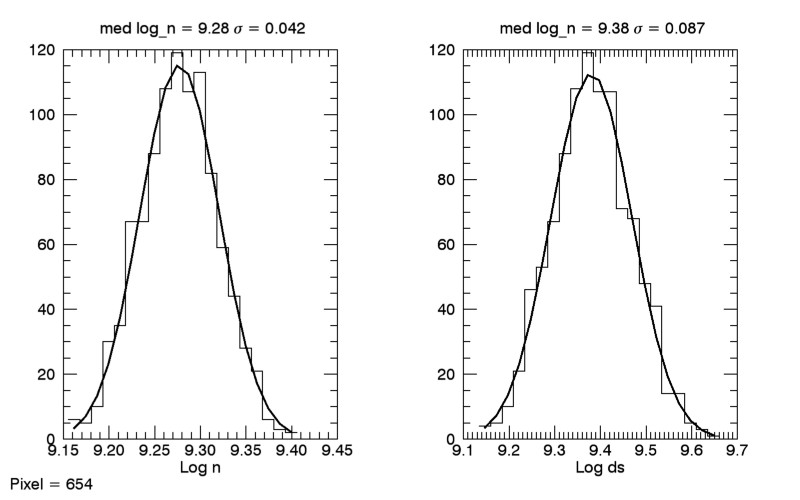 med log_n = 9.28 σ = 0.042
med log_n = 9.38 σ = 0.087
120
100
80
60
40
20
0
9.15 9.20 9.25 9.30 9.35 9.40 9.45
Log n
120
100
80
60
40
20
0
9.1 9.2 9.3 9.4 9.5 9.6 9.7
Log ds
Pixel = 654